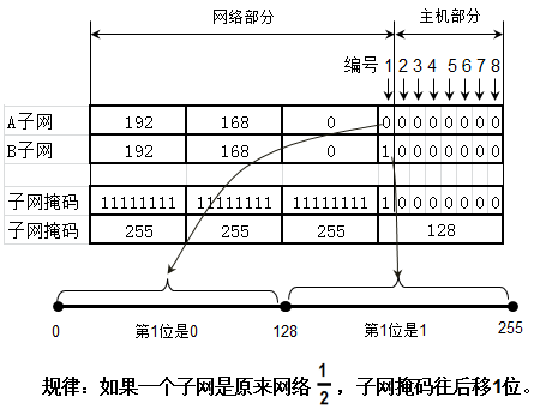 网络部分 主机部分
编号 1 2 3 4 5 6 7 8
A子网 192 168 0 0 0 0 0 0 0 0 0
B子网 192 168 0 1 0 0 0 0 0 0 0
子网掩码 11111111 11111111 11111111 1 0 0 0 0 0 0 0
子网掩码 255 255 255 128
0 第1位是0 128 第1位是1 255
规律：如果一个子网是原来网络 1/2 ，子网掩码往后移1位。